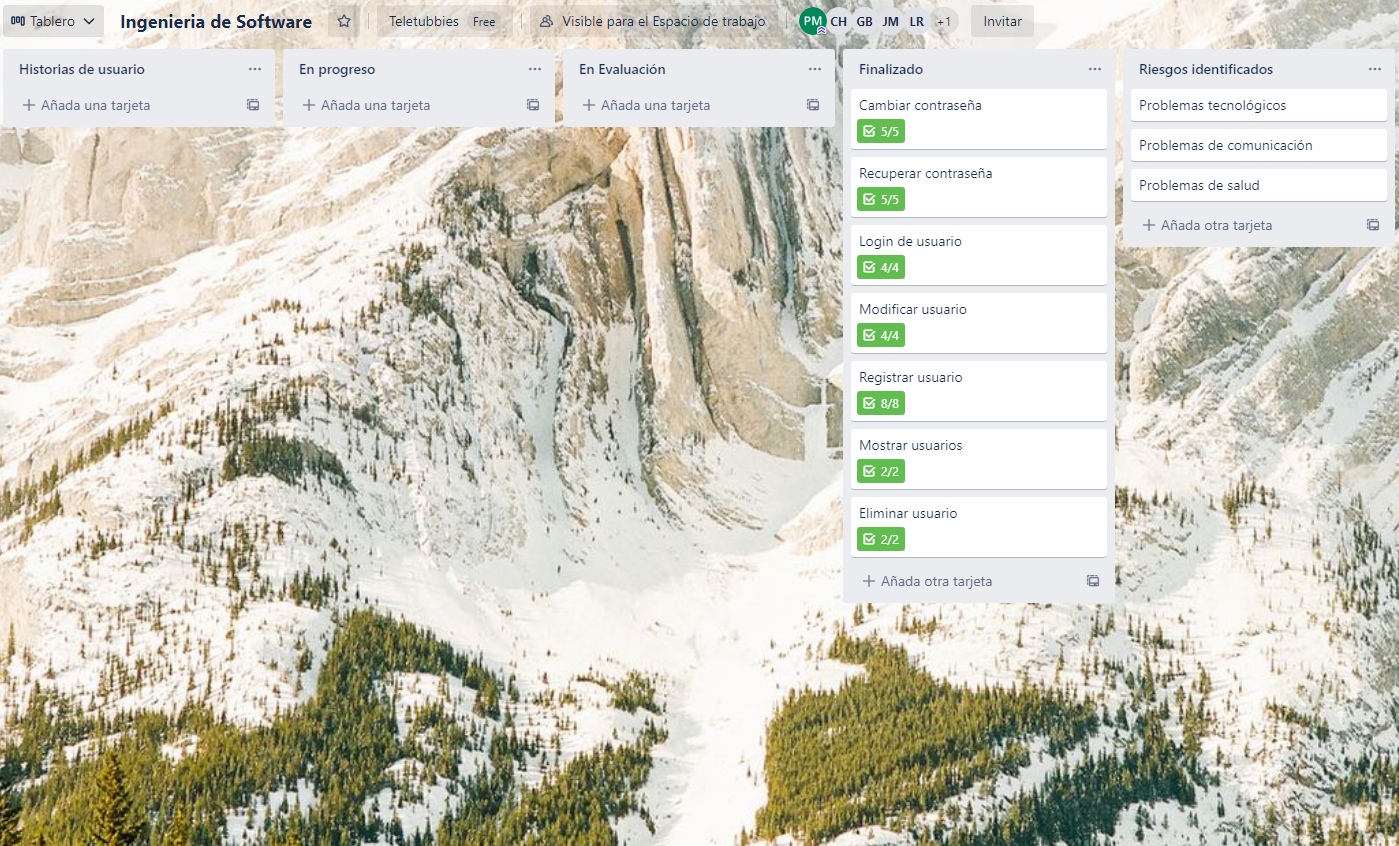 Tablero
Ingenieria de Software
Teletubbies Free
Visible para el Espacio de trabajo
PM CH GB JM LR +1
Invitar
Historias de usuario
Añada una tarjeta
En progreso
Añada una tarjeta
En Evaluación
Añada una tarjeta
Finalizado
Cambiar contraseña
5/5
Recuperar contraseña
5/5
Login de usuario
4/4
Modificar usuario
4/4
Registrar usuario
8/8
Mostrar usuarios
2/2
Eliminar usuario
2/2
Añada otra tarjeta
Riesgos identificados
Problemas tecnológicos
Problemas de comunicación
Problemas de salud
Añada otra tarjeta